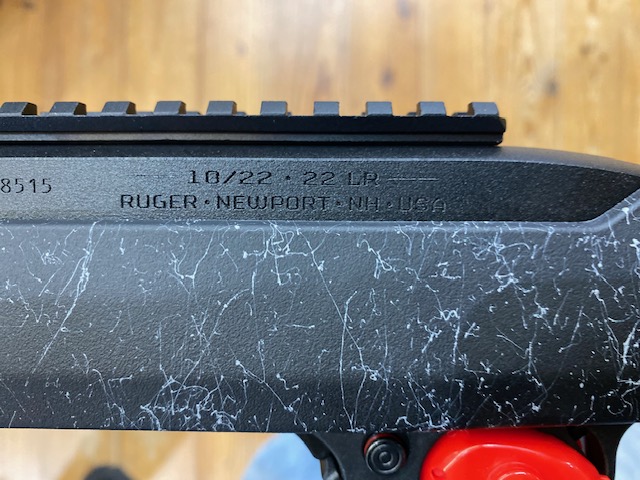 8515
10/22 · 22 LR
RUGER · NEWPORT · NH · USA